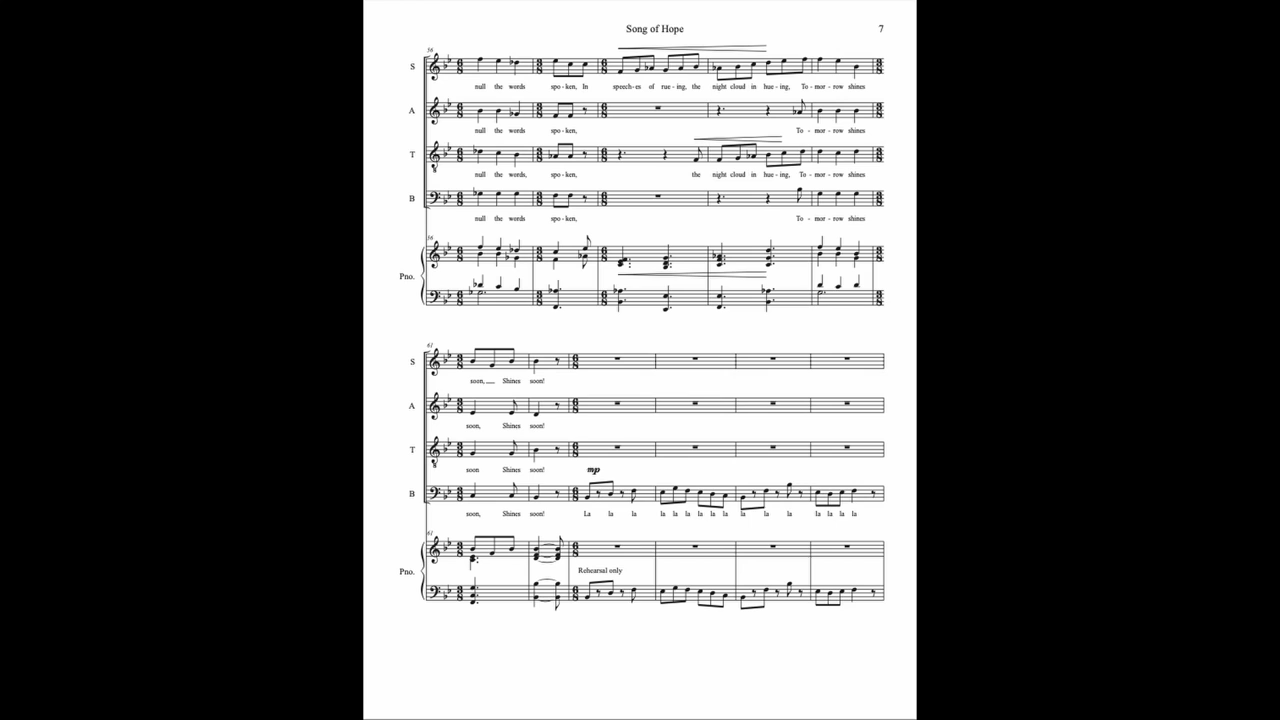 Song of Hope 7
56
S
null the words spo - ken, In speech - es of rue - ing, the night cloud in hue - ing, To - mor - row shines
A
null the words spo - ken, To - mor - row shines
T
null the words, spo - ken, the night cloud in hue - ing, To - mor - row shines
B
null the words spo - ken, To - mor - row shines
56
Pno.
61
S
soon, Shines soon!
A
soon, Shines soon!
T
soon Shines soon!
mp
B
soon, Shines soon! La la la la la la la la la la la la la la la la
61
Pno.
Rehearsal only